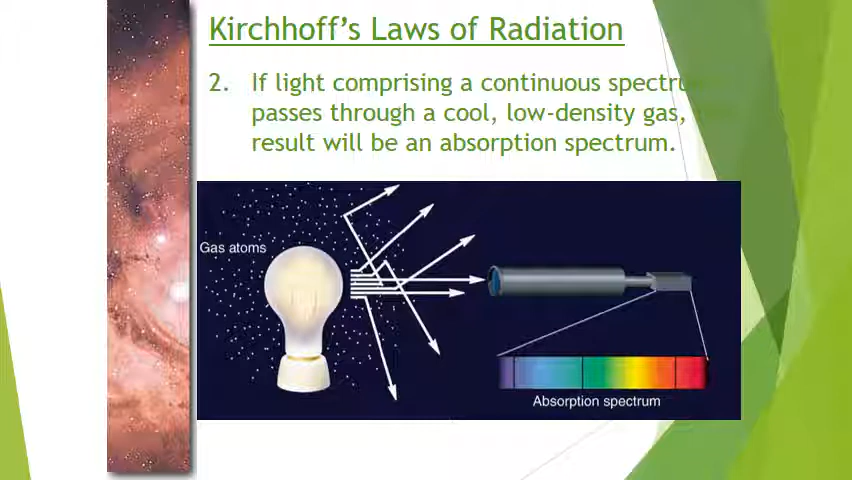 Kirchhoff's Laws of Radiation
2. If light comprising a continuous
passes through a cool, low-density gas,
result will be an absorption spectrum.
Gas atoms
Absorption spectrum